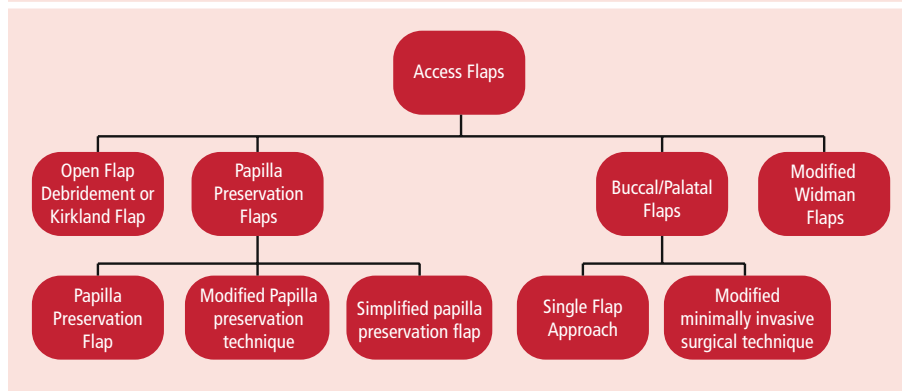 Access Flaps
Open Flap
Debridement or
Kirkland Flap
Papilla
Preservation
Flaps
Buccal/Palatal
Flaps
Modified
Widman
Flaps
Papilla
Preservation
Flap
Modified Papilla
preservation
technique
Simplified papilla
preservation flap
Single Flap
Approach
Modified
minimally invasive
surgical technique